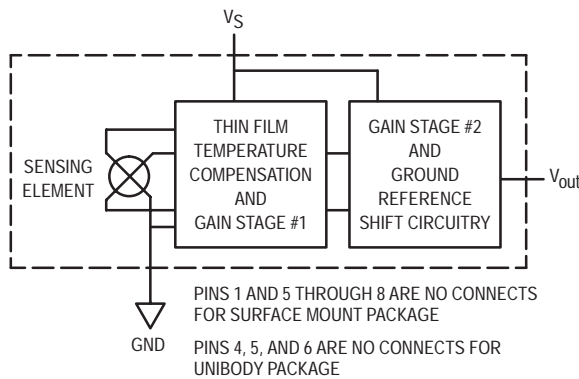 VS
THIN FILM
TEMPERATURE
COMPENSATION
AND
GAIN STAGE #1
GAIN STAGE #2
AND
GROUND
REFERENCE
SHIFT CIRCUITRY
SENSING
ELEMENT
Vout
GND
PINS 1 AND 5 THROUGH 8 ARE NO CONNECTS
FOR SURFACE MOUNT PACKAGE
PINS 4, 5, AND 6 ARE NO CONNECTS FOR
UNIBODY PACKAGE